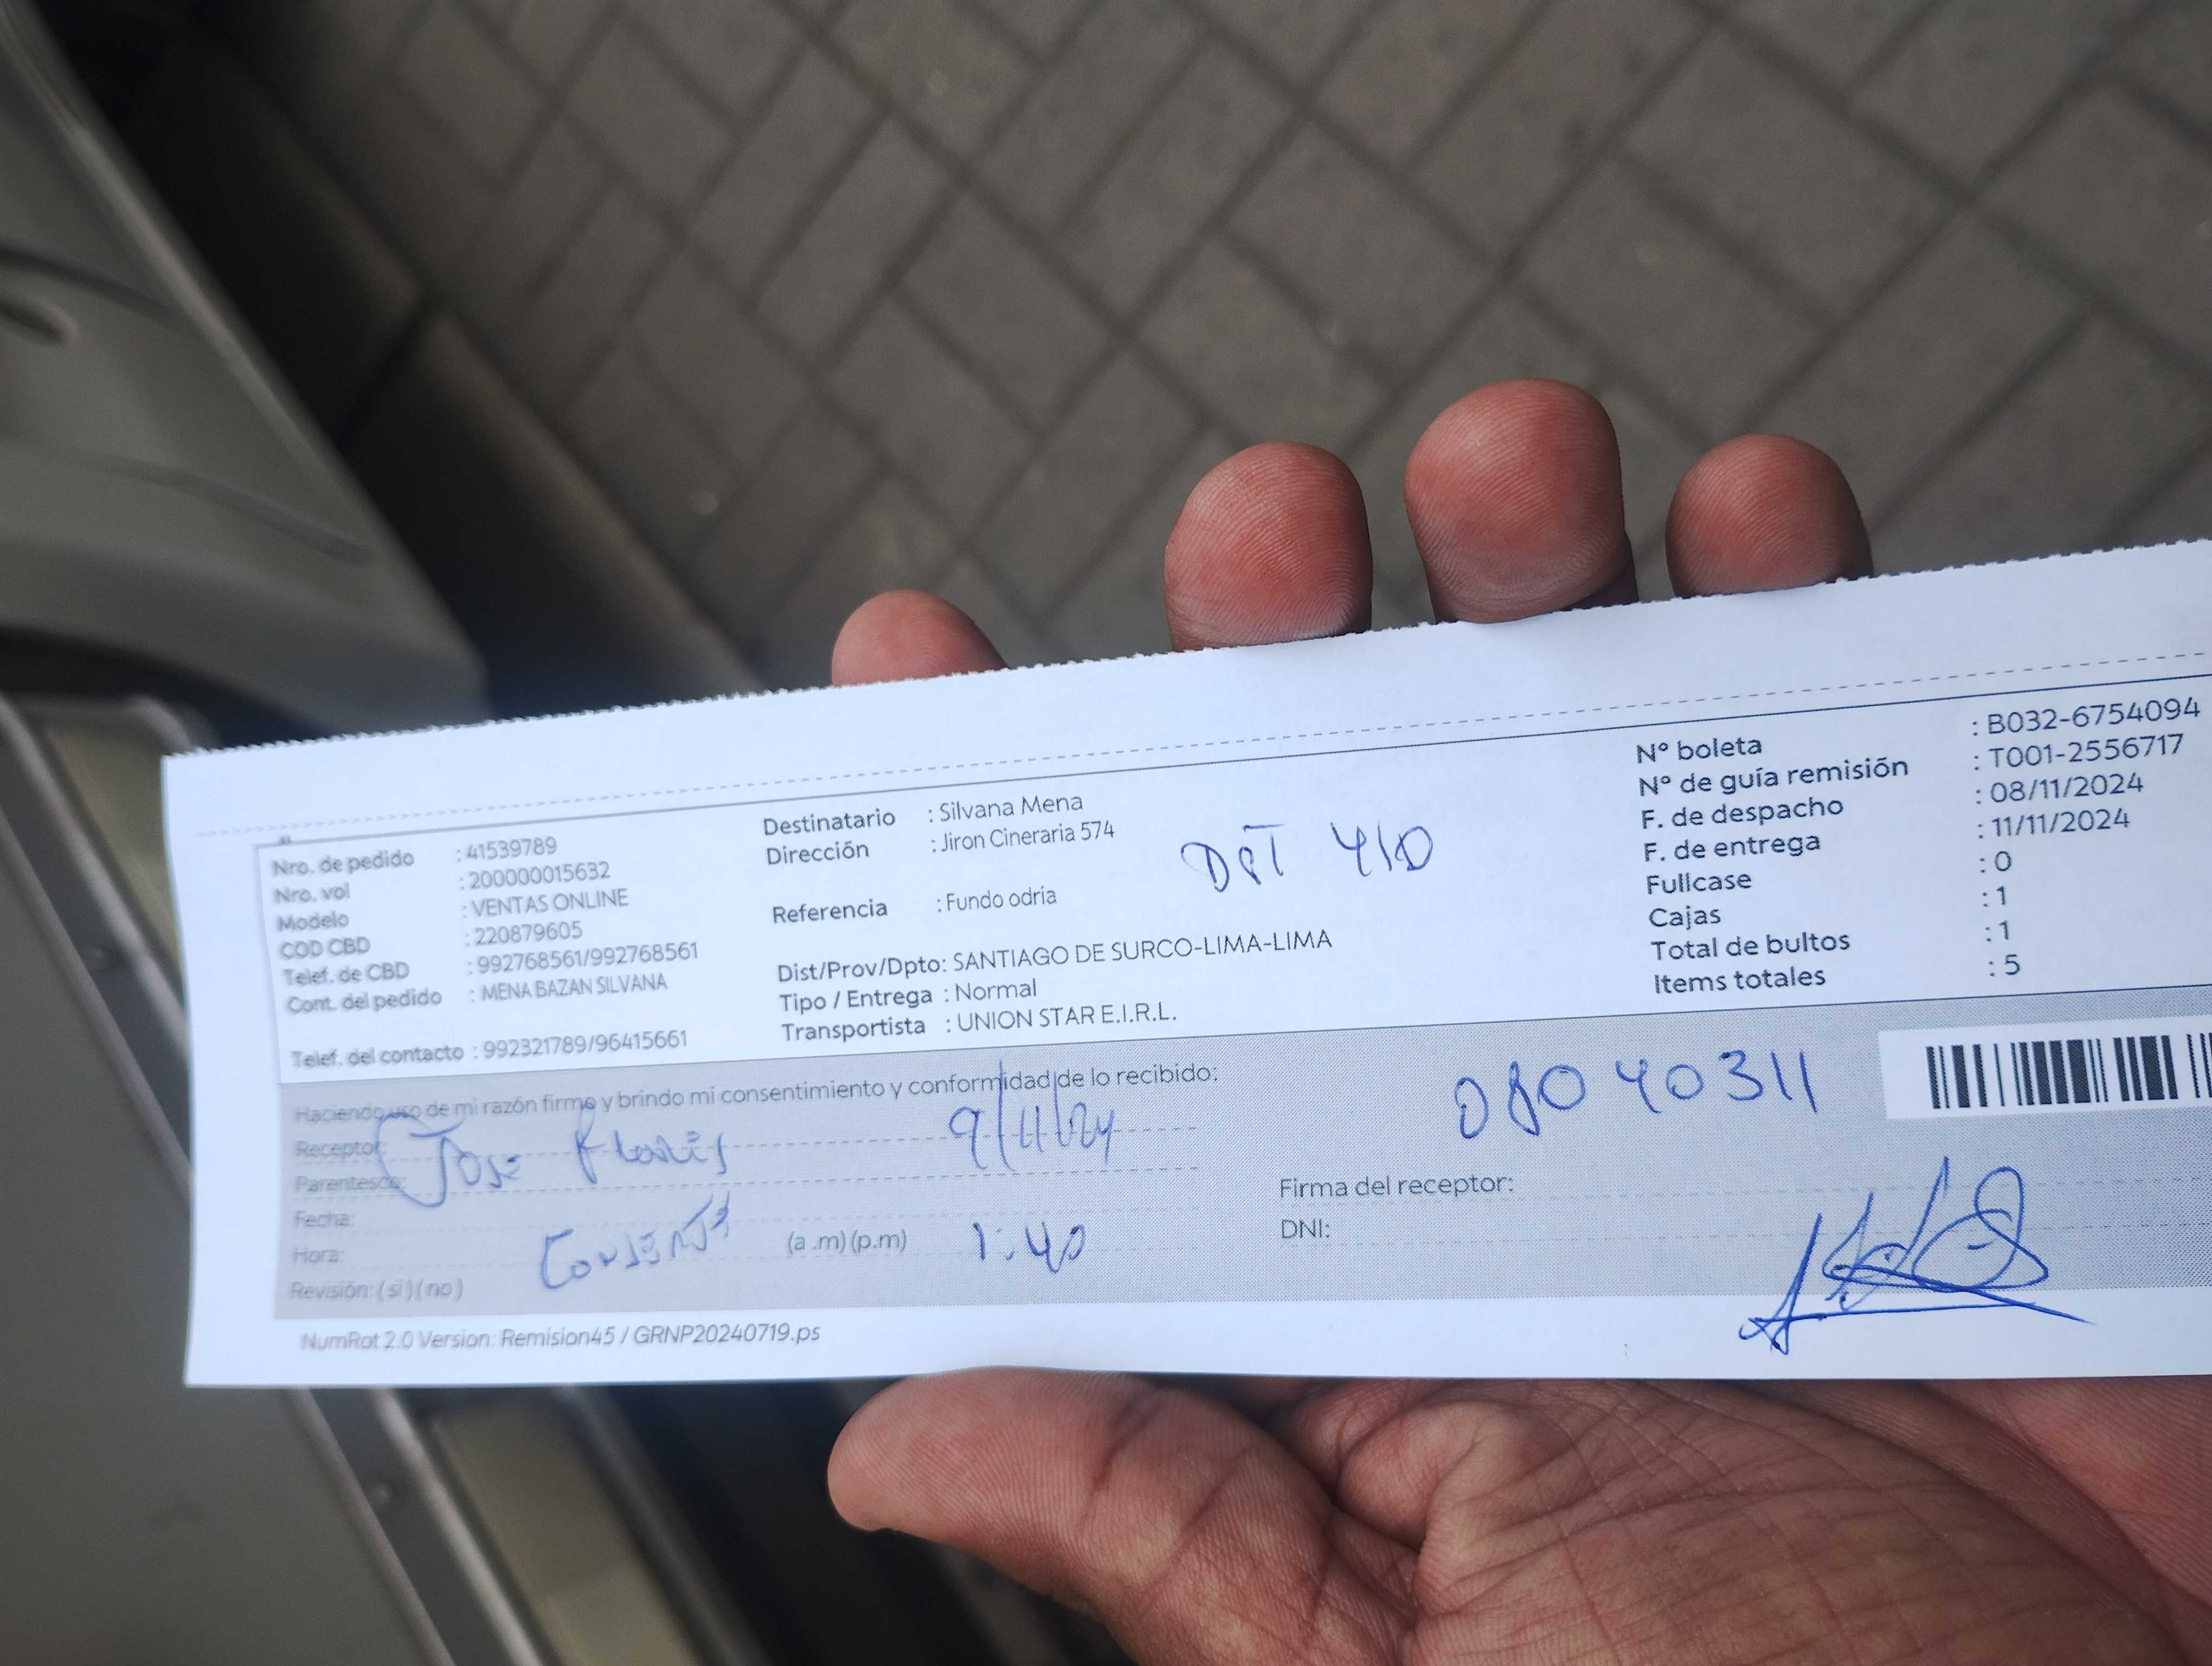 Nro. de pedido : 41539789
Nro. vol : 200000015632
Modelo : VENTAS ONLINE
COD CBD : 220879605
Telef. de CBD : 992768561/992768561
Cont. del pedido : MENA BAZAN SILVANA
Telef. del contacto : 992321789/96415661
Destinatario : Silvana Mena
Dirección : Jiron Cineraria 574
DPT 410
Referencia : Fundo odria
Dist/Prov/Dpto: SANTIAGO DE SURCO-LIMA-LIMA
Tipo / Entrega : Normal
Transportista : UNION STAR E.I.R.L.
Nº boleta : B032-6754094
Nº de guía remisión : T001-2556717
F. de despacho : 08/11/2024
F. de entrega : 11/11/2024
Fullcase : 0
Cajas : 1
Total de bultos : 1
Items totales : 5
Haciendo uso de mi razón firmo y brindo mi consentimiento y conformidad de lo recibido:
Receptor: Jose Flores 9/11/24
Parentesco:
Fecha:
Hora: (a .m) (p.m) 1:40
Revisión: ( si ) ( no )
08040311
Firma del receptor:
DNI:
NumRot 2.0 Version: Remision45 / GRNP20240719.ps